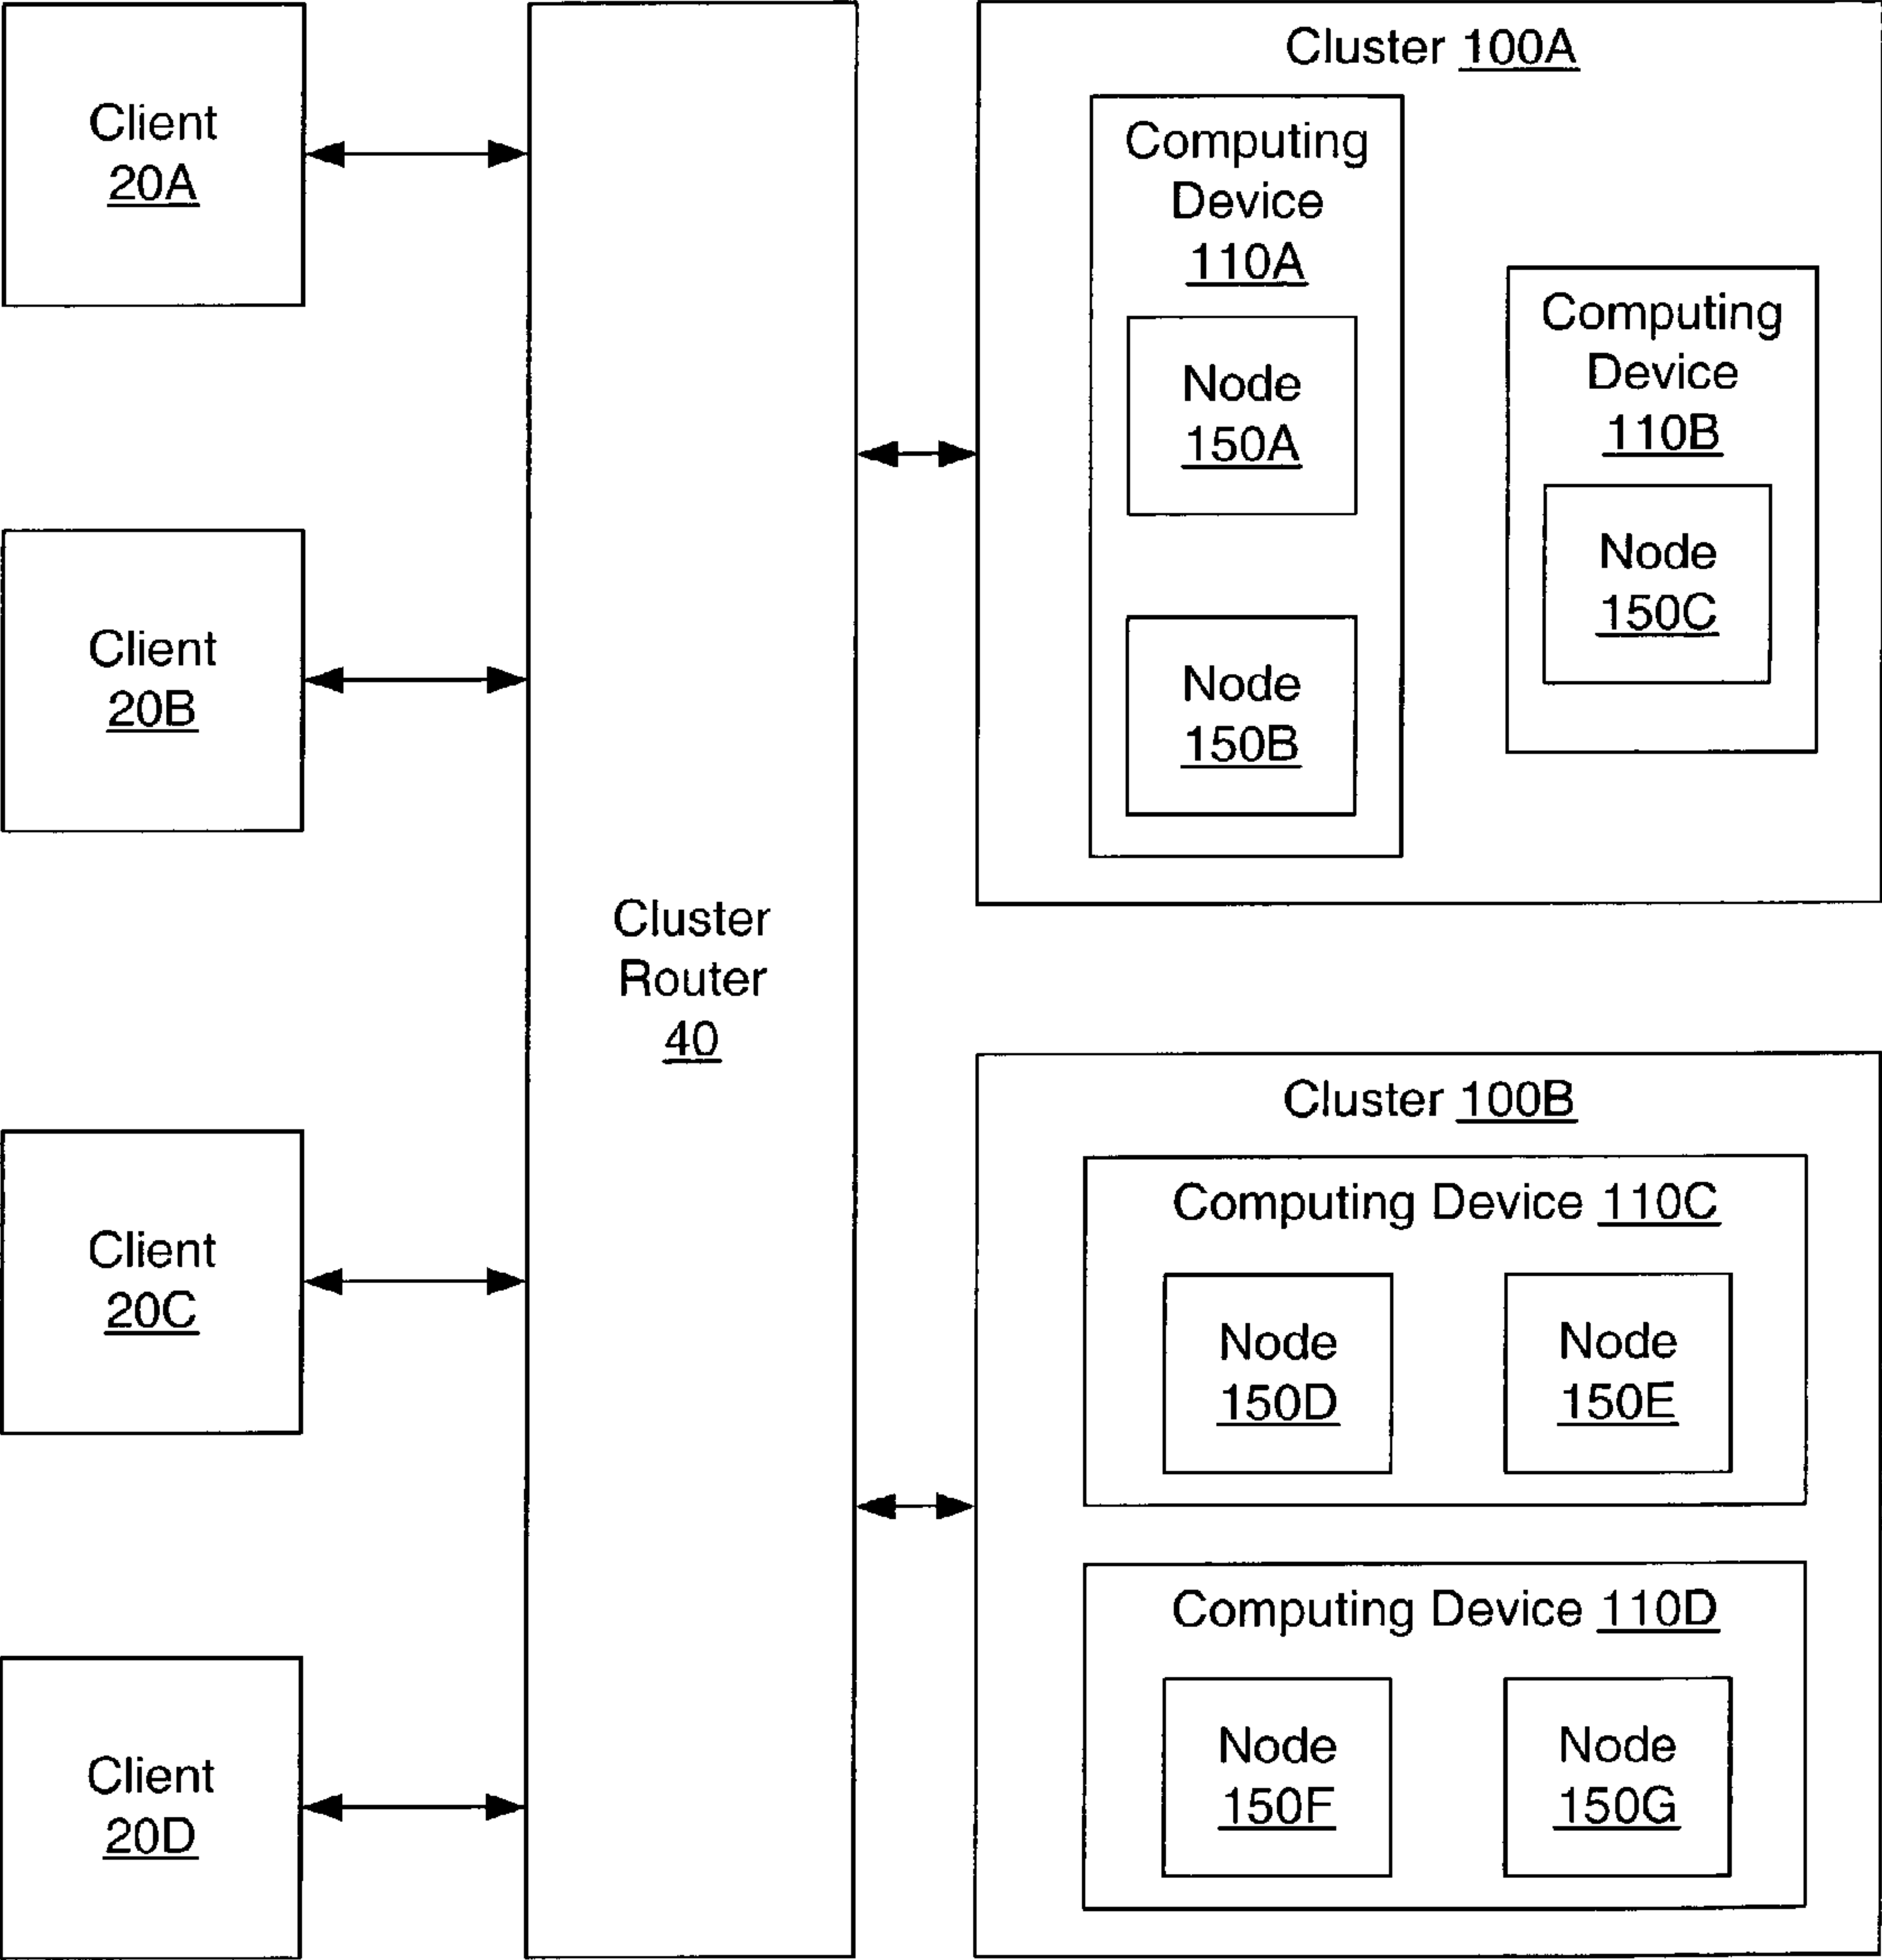 Client
20A
Client
20B
Client
20C
Client
20D
Cluster
Router
40
Cluster 100A
Computing
Device
110A
Node
150A
Node
150B
Computing
Device
110B
Node
150C
Cluster 100B
Computing Device 110C
Node
150D
Node
150E
Computing Device 110D
Node
150F
Node
150G